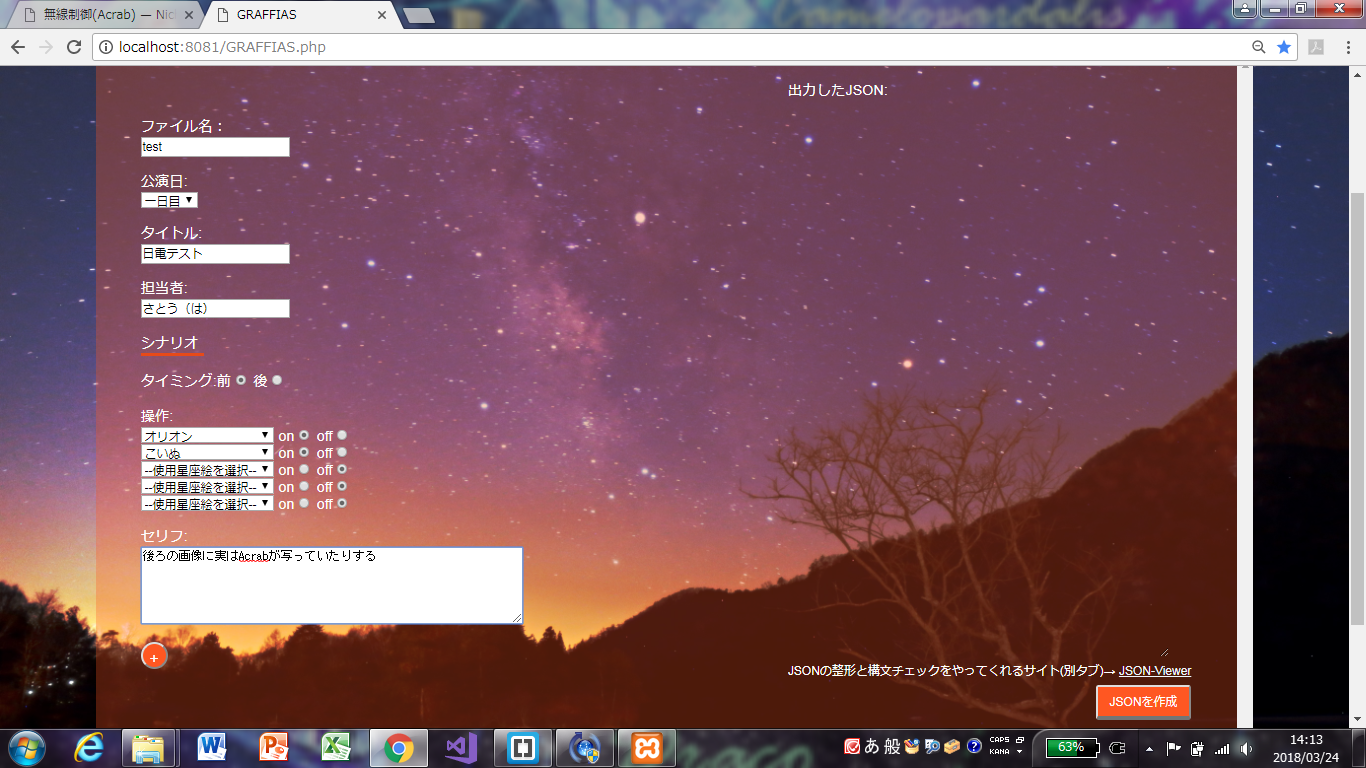 無線制御(Acrab) — Nic
GRAFFIAS
localhost:8081/GRAFFIAS.php
Camelopardalis
出力したJSON:
ファイル名：
test
公演日:
一日目
タイトル:
日電テスト
担当者:
さとう（は）
シナリオ
タイミング:前 後
操作:
オリオン on off
こいぬ on off
--使用星座絵を選択-- on off
--使用星座絵を選択-- on off
--使用星座絵を選択-- on off
セリフ:
後ろの画像に実はAcrabが写っていたりする
+
JSONの整形と構文チェックをやってくれるサイト(別タブ)→ JSON-Viewer
JSONを作成
あ 般 CAPS KANA 63%
14:13
2018/03/24